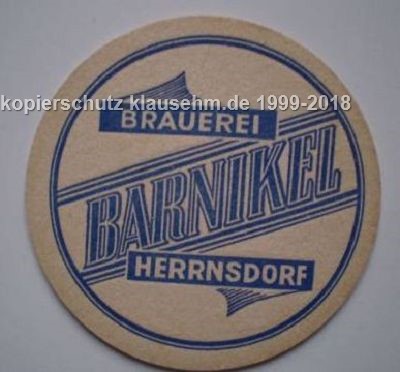 kopierschutz klausehm.de 1999-2018
BRAUEREI
BARNIKEL
HERRNSDORF